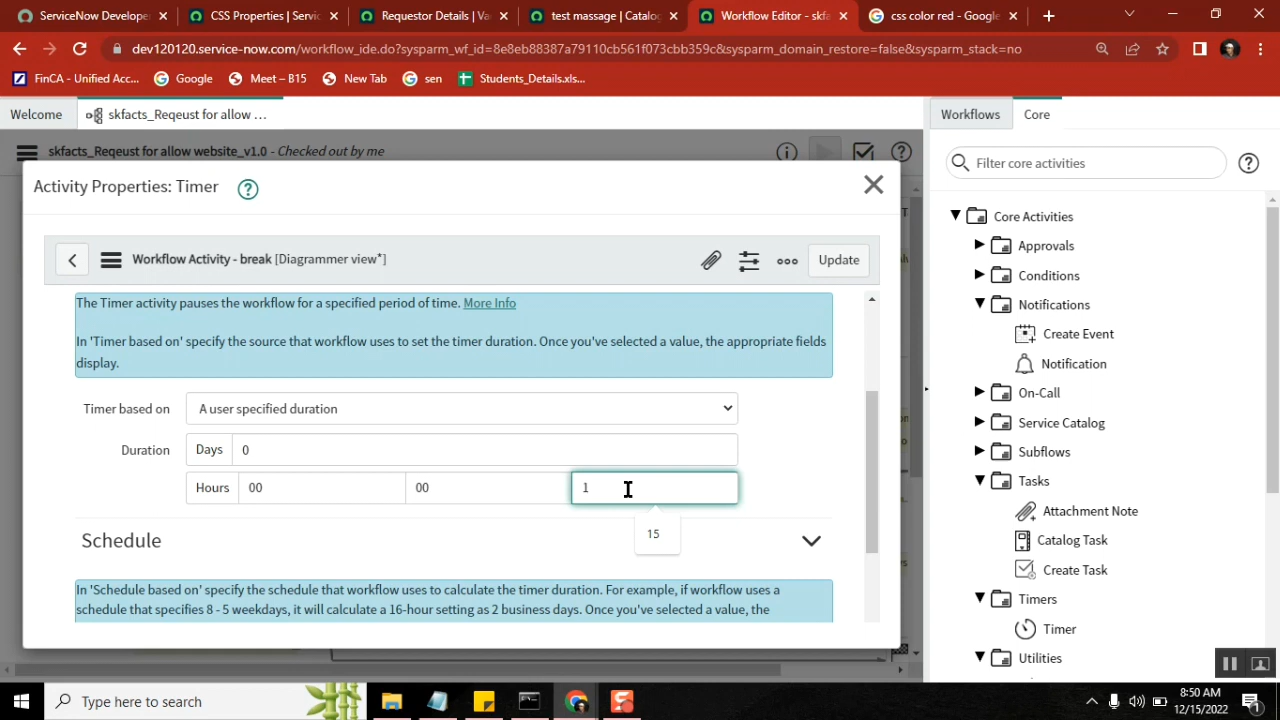 ServiceNow Develope
CSS Properties | Servic
Requestor Details | Va
test massage | Catalog
Workflow Editor - skfa
css color red - Google
dev120120.service-now.com/workflow_ide.do?sysparm_wf_id=8e8eb88387a79110cb561f073cbb359c&sysparm_domain_restore=false&sysparm_stack=no
FinCA - Unified Acc...
Google
Meet – B15
New Tab
sen
Students_Details.xls...
Welcome
skfacts_Reqeust for allow ...
Workflows
Core
skfacts_Reqeust for allow website_v1.0 - Checked out by me
Filter core activities
Activity Properties: Timer
Workflow Activity - break [Diagrammer view*]
Update
The Timer activity pauses the workflow for a specified period of time. More Info
In 'Timer based on' specify the source that workflow uses to set the timer duration. Once you've selected a value, the appropriate fields
display.
Timer based on
A user specified duration
Duration
Days
0
Hours
00
00
1
15
Schedule
In 'Schedule based on' specify the schedule that workflow uses to calculate the timer duration. For example, if workflow uses a
schedule that specifies 8 - 5 weekdays, it will calculate a 16-hour setting as 2 business days. Once you've selected a value, the
Core Activities
Approvals
Conditions
Notifications
Create Event
Notification
On-Call
Service Catalog
Subflows
Tasks
Attachment Note
Catalog Task
Create Task
Timers
Timer
Utilities
Type here to search
8:50 AM
12/15/2022
1